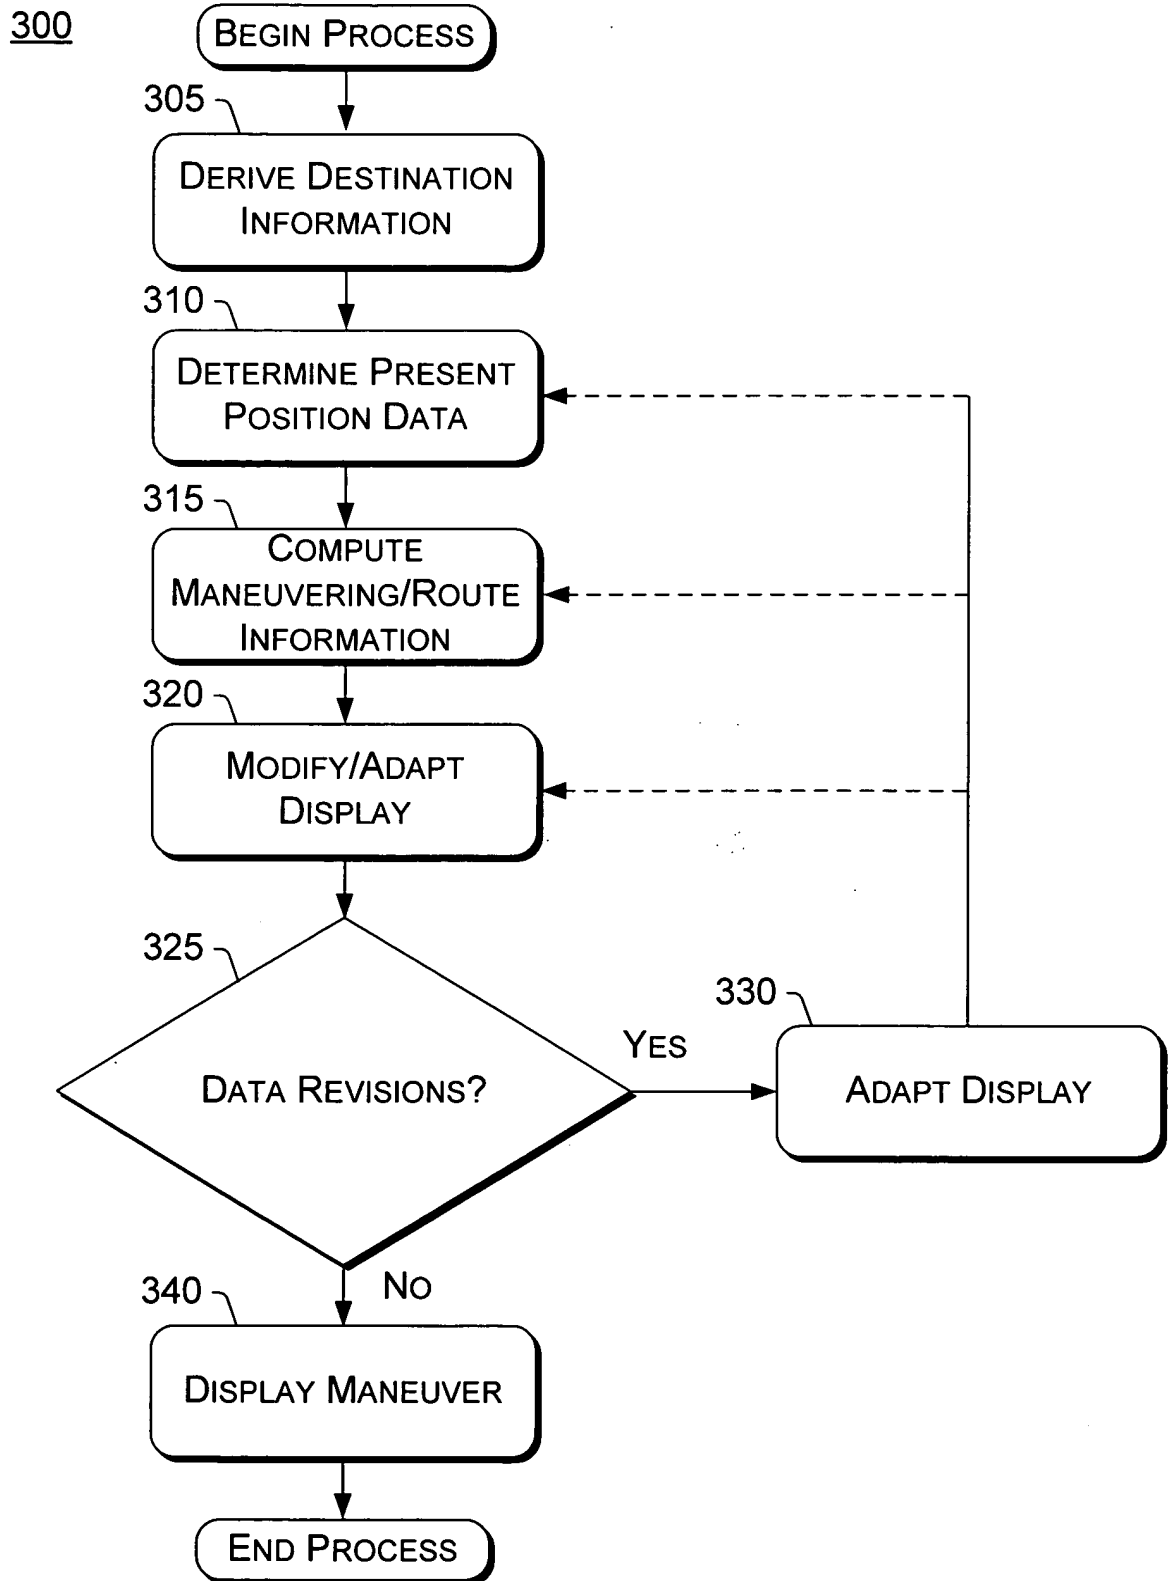 300
BEGIN PROCESS
305
DERIVE DESTINATION
INFORMATION
310
DETERMINE PRESENT
POSITION DATA
315
COMPUTE
MANEUVERING/ROUTE
INFORMATION
320
MODIFY/ADAPT
DISPLAY
325
DATA REVISIONS?
YES
330
ADAPT DISPLAY
NO
340
DISPLAY MANEUVER
END PROCESS